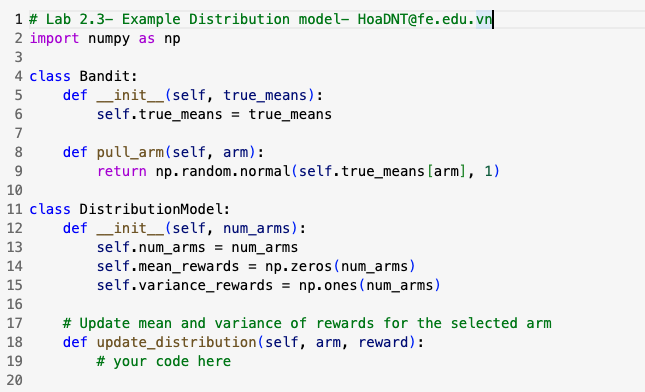 1 # Lab 2.3– Example Distribution model– HoaDNT@fe.edu.vn
2 import numpy as np
3
4 class Bandit:
5     def __init__(self, true_means):
6         self.true_means = true_means
7
8     def pull_arm(self, arm):
9         return np.random.normal(self.true_means[arm], 1)
10
11 class DistributionModel:
12     def __init__(self, num_arms):
13         self.num_arms = num_arms
14         self.mean_rewards = np.zeros(num_arms)
15         self.variance_rewards = np.ones(num_arms)
16
17     # Update mean and variance of rewards for the selected arm
18     def update_distribution(self, arm, reward):
19         # your code here
20